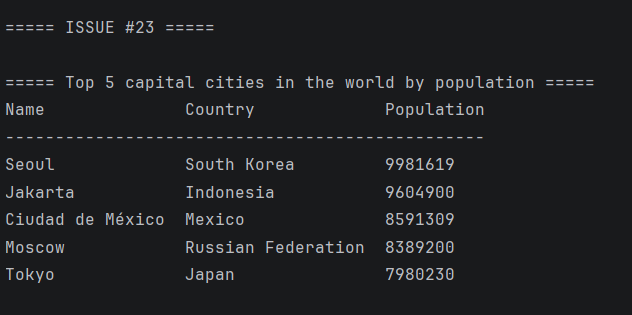 ===== ISSUE #23 =====
===== Top 5 capital cities in the world by population =====
Name              Country             Population
------------------------------------------------
Seoul             South Korea         9981619
Jakarta           Indonesia           9604900
Ciudad de México  Mexico              8591309
Moscow            Russian Federation  8389200
Tokyo             Japan               7980230